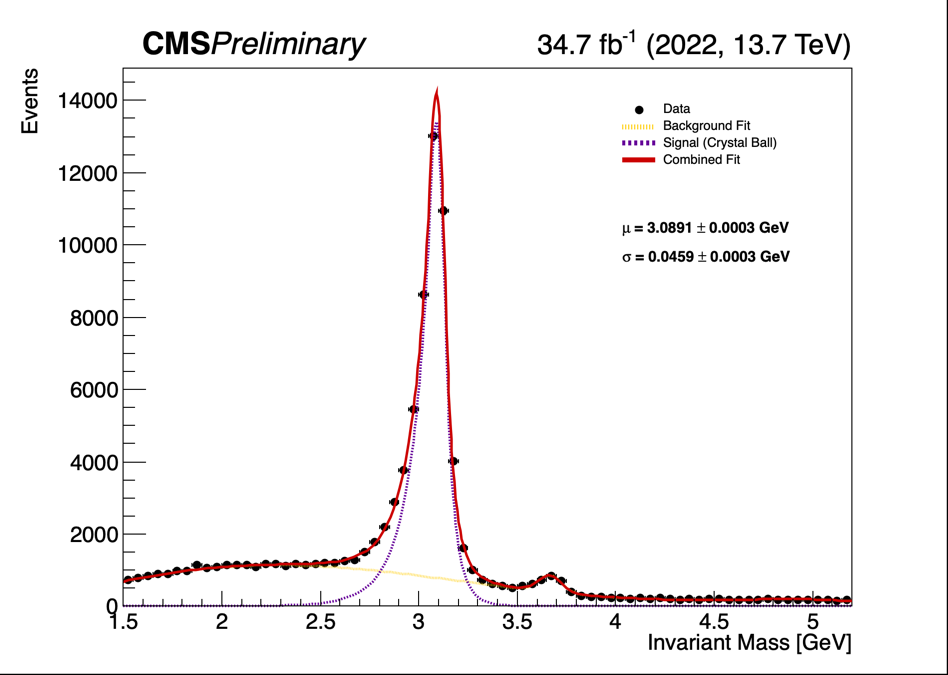 CMSPreliminary 34.7 fb⁻¹ (2022, 13.7 TeV)
Events
14000
12000
10000
8000
6000
4000
2000
0
Data
Background Fit
Signal (Crystal Ball)
Combined Fit
μ = 3.0891 ± 0.0003 GeV
σ = 0.0459 ± 0.0003 GeV
1.5 2 2.5 3 3.5 4 4.5 5
Invariant Mass [GeV]